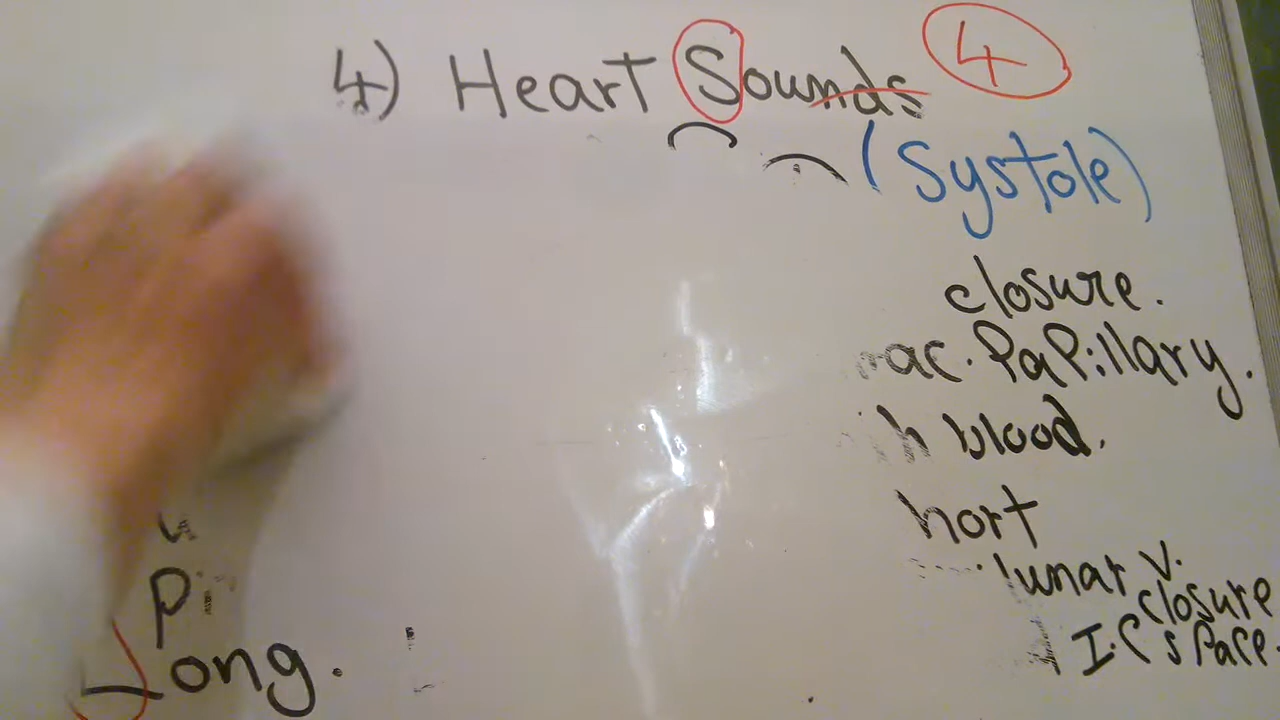 4) Heart Sounds 4
(Systole)
closure.
ac. Papillary.
h blood.
hort
lunar v.
closure
P
Long. I.C space.